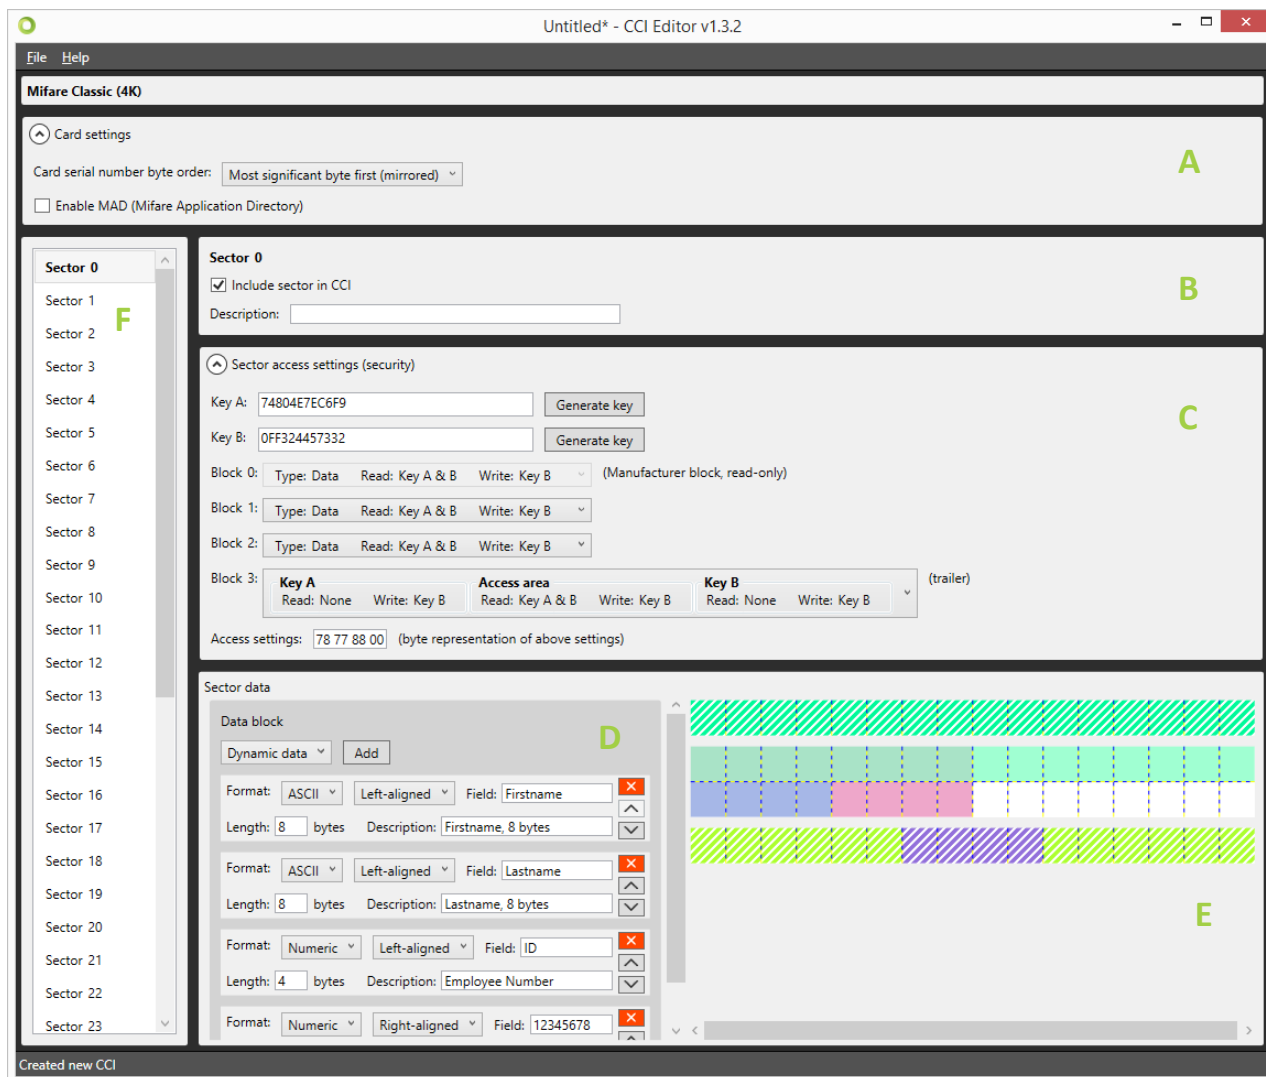 Untitled* - CCI Editor v1.3.2
File Help
Mifare Classic (4K)
Card settings
A
Card serial number byte order: Most significant byte first (mirrored)
Enable MAD (Mifare Application Directory)
Sector 0
Sector 1
Sector 2
Sector 3
Sector 4
Sector 5
Sector 6
Sector 7
Sector 8
Sector 9
Sector 10
Sector 11
Sector 12
Sector 13
Sector 14
Sector 15
Sector 16
Sector 17
Sector 18
Sector 19
Sector 20
Sector 21
Sector 22
Sector 23
F
Sector 0
Include sector in CCI
B
Description:
Sector access settings (security)
Key A: 74804E7EC6F9 Generate key
C
Key B: 0FF324457332 Generate key
Block 0: Type: Data Read: Key A & B Write: Key B (Manufacturer block, read-only)
Block 1: Type: Data Read: Key A & B Write: Key B
Block 2: Type: Data Read: Key A & B Write: Key B
Block 3: Key A Access area Key B (trailer)
Read: None Write: Key B Read: Key A & B Write: Key B Read: None Write: Key B
Access settings: 78 77 88 00 (byte representation of above settings)
Sector data
Data block
D
Dynamic data Add
Format: ASCII Left-aligned Field: Firstname
Length: 8 bytes Description: Firstname, 8 bytes
Format: ASCII Left-aligned Field: Lastname
Length: 8 bytes Description: Lastname, 8 bytes
Format: Numeric Left-aligned Field: ID
Length: 4 bytes Description: Employee Number
Format: Numeric Right-aligned Field: 12345678
E
Created new CCI